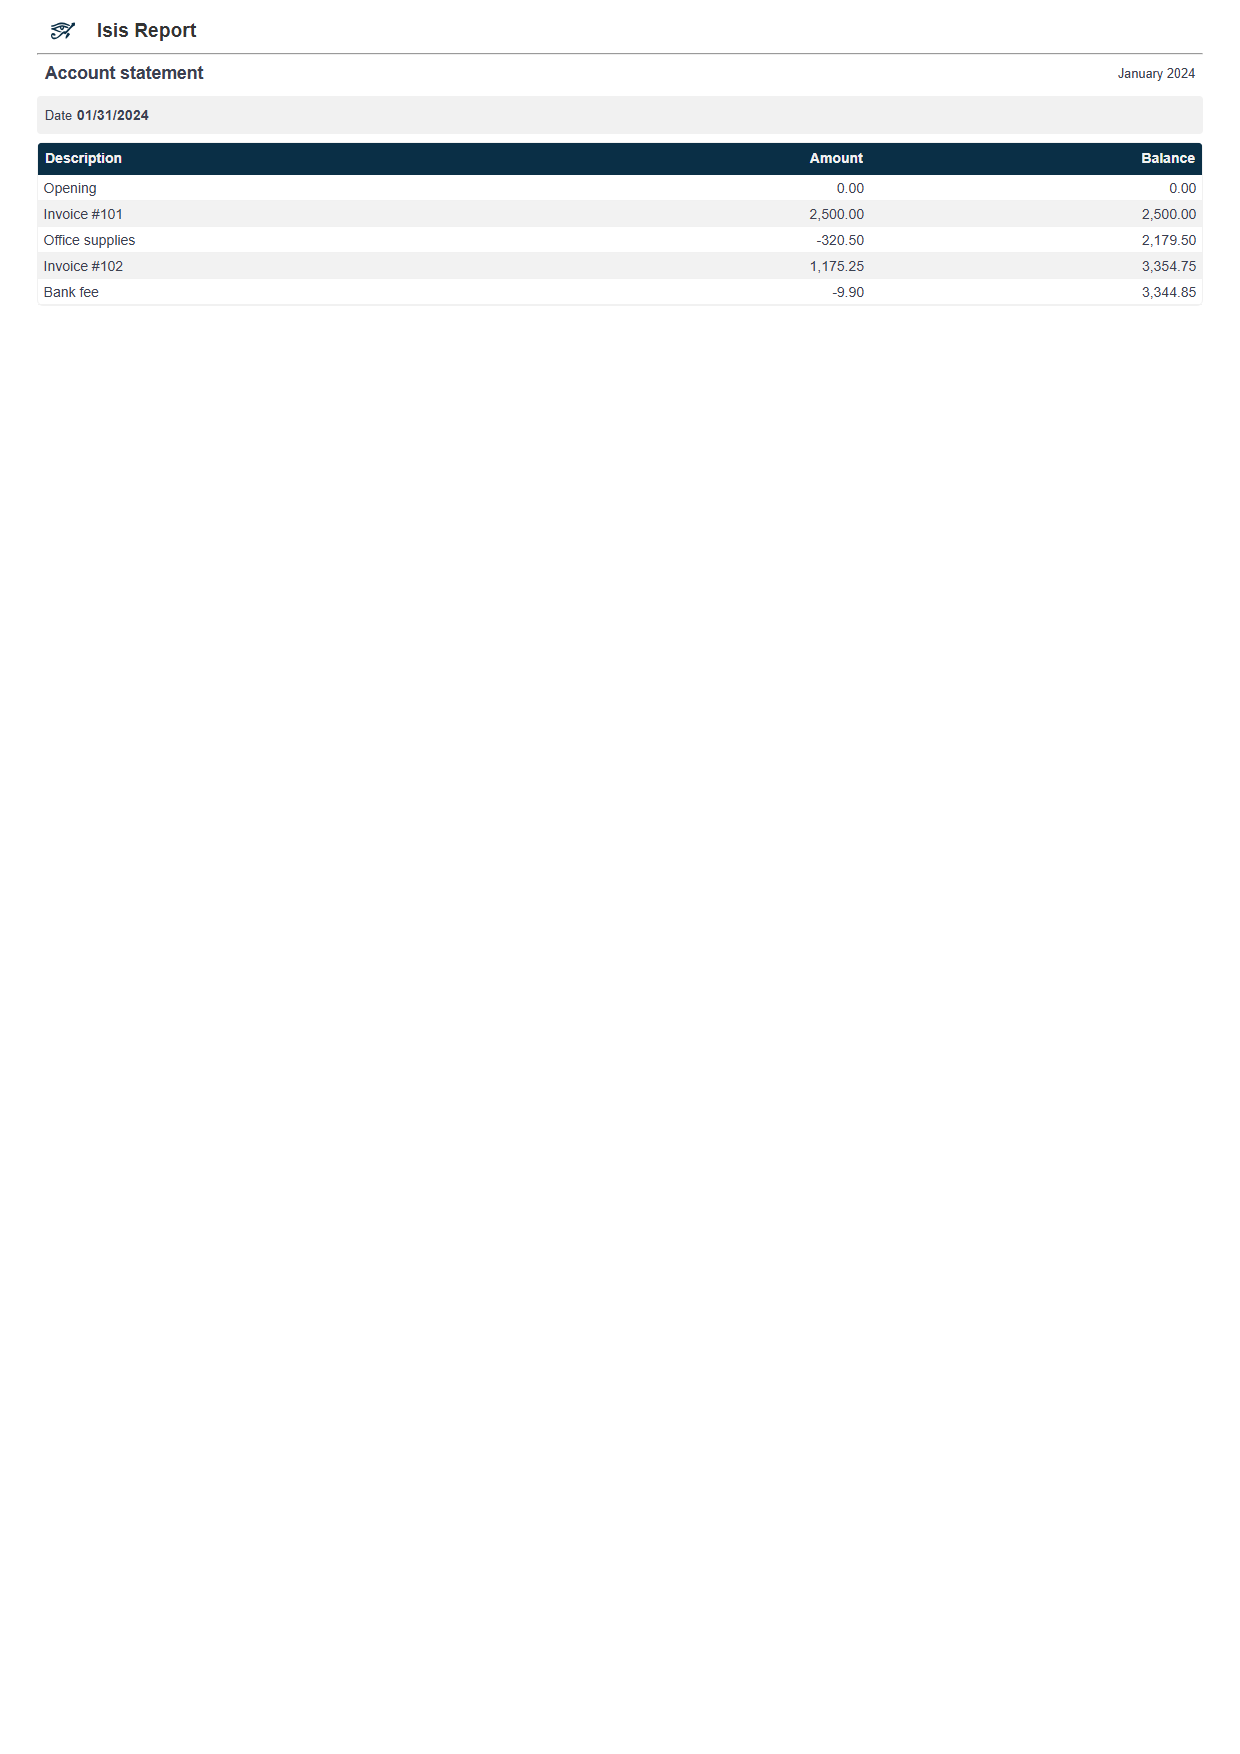 Isis Report
Account statement January 2024
Date 01/31/2024
Description Amount Balance
Opening 0.00 0.00
Invoice #101 2,500.00 2,500.00
Office supplies -320.50 2,179.50
Invoice #102 1,175.25 3,354.75
Bank fee -9.90 3,344.85